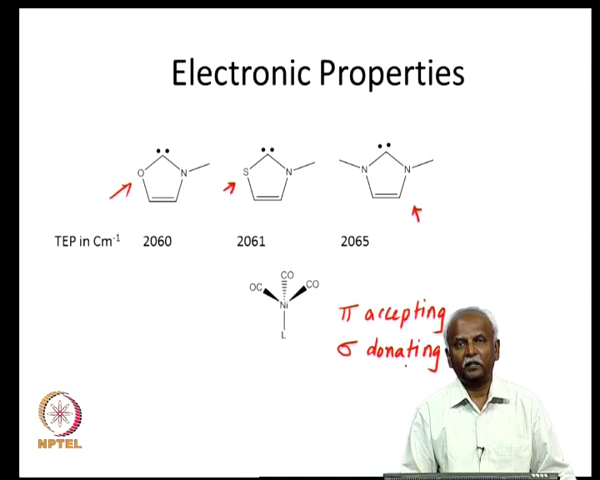 Electronic Properties
O N
S N
N N
TEP in Cm-1 2060 2061 2065
CO
OC CO
Ni
L
π accepting
σ donating
NPTEL